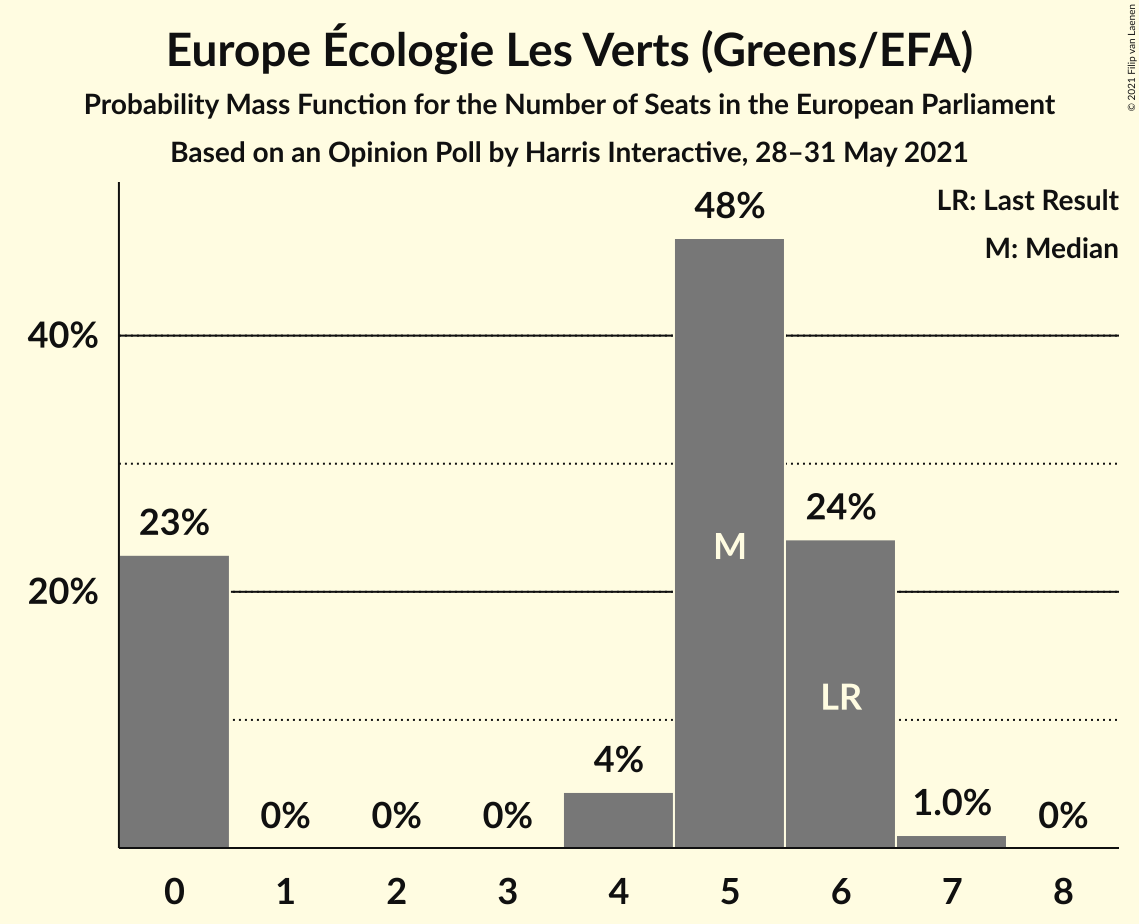 Europe Écologie Les Verts (Greens/EFA)
Probability Mass Function for the Number of Seats in the European Parliament
Based on an Opinion Poll by Harris Interactive, 28–31 May 2021
© 2021 Filip van Laenen
LR: Last Result
M: Median
48%
40%
23%
24%
20%
M
LR
4%
0%
0%
0%
1.0%
0%
0 1 2 3 4 5 6 7 8